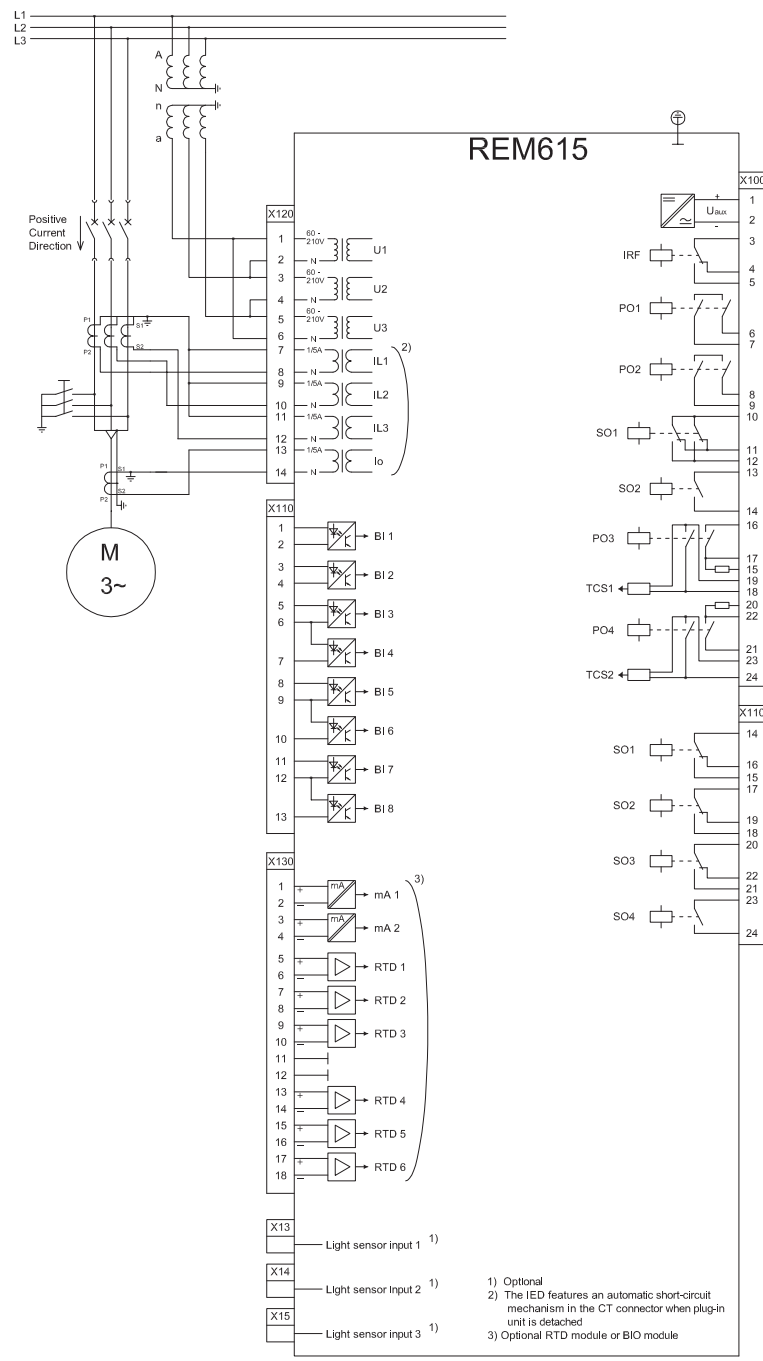 L1
L2
L3
A
N
n
a
Positive
Current
Direction
P1
P2
S1
S2
P1
S1
P2
S2
M
3~
REM615
X120
1
60 -
210V
U1
2
N
3
60 -
210V
U2
4
N
5
60 -
210V
U3
6
N
7
1/5A
IL1
2)
8
N
9
1/5A
IL2
10
N
11
1/5A
IL3
12
N
13
1/5A
Io
14
N
X110
1
BI 1
2
3
BI 2
4
5
BI 3
6
BI 4
7
8
BI 5
9
BI 6
10
11
BI 7
12
BI 8
13
X130
3)
1
+
mA
mA 1
2
–
3
+
mA
mA 2
4
–
5
+
RTD 1
6
–
7
+
RTD 2
8
–
9
+
RTD 3
10
–
11
12
13
+
RTD 4
14
–
15
+
RTD 5
16
–
17
+
RTD 6
18
–
X13
Light sensor input 1 1)
X14
Light sensor input 2 1)
X15
Light sensor input 3 1)
X100
+
1
Uaux
2
-
3
IRF
4
5
PO1
6
7
PO2
8
9
10
SO1
11
12
13
SO2
14
16
PO3
17
15
19
TCS1
18
20
22
PO4
21
23
TCS2
24
X110
14
SO1
16
15
17
SO2
19
18
20
SO3
22
21
23
SO4
24
1) Optional
2) The IED features an automatic short-circuit
mechanism in the CT connector when plug-in
unit is detached
3) Optional RTD module or BIO module